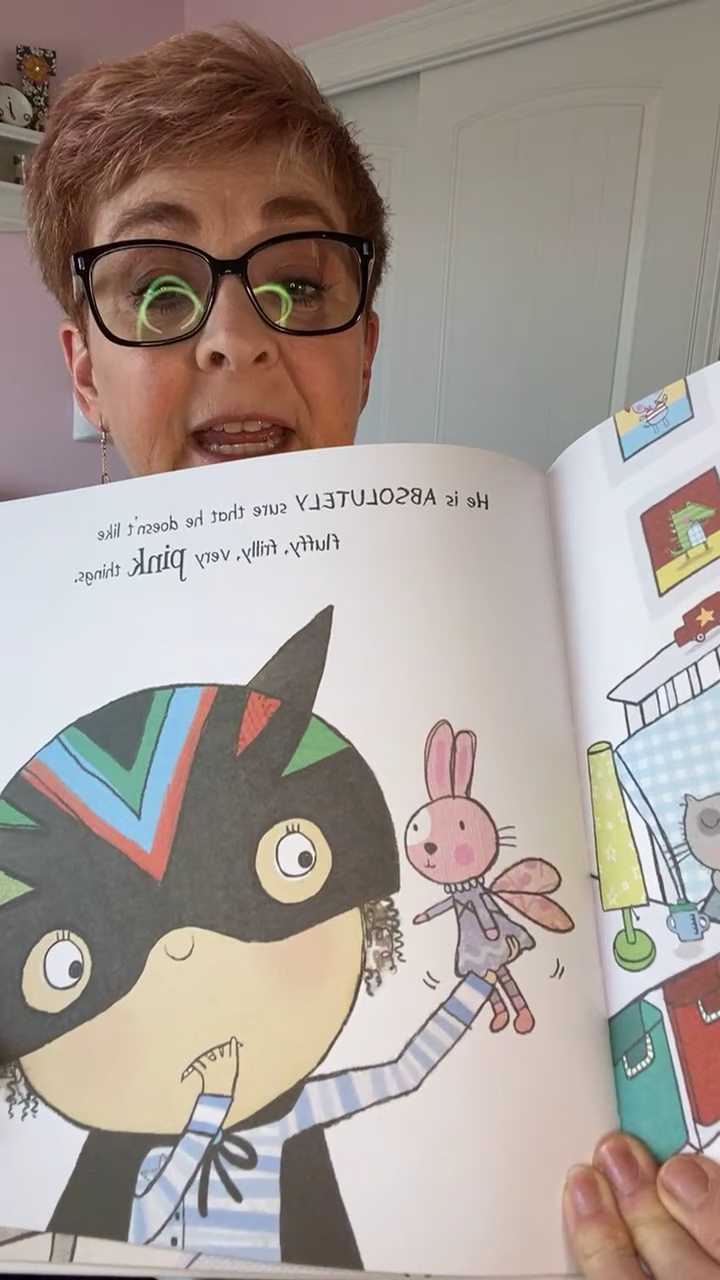 He is ABSOLUTELY sure that he doesn't like
fluffy, frilly, very pink things.